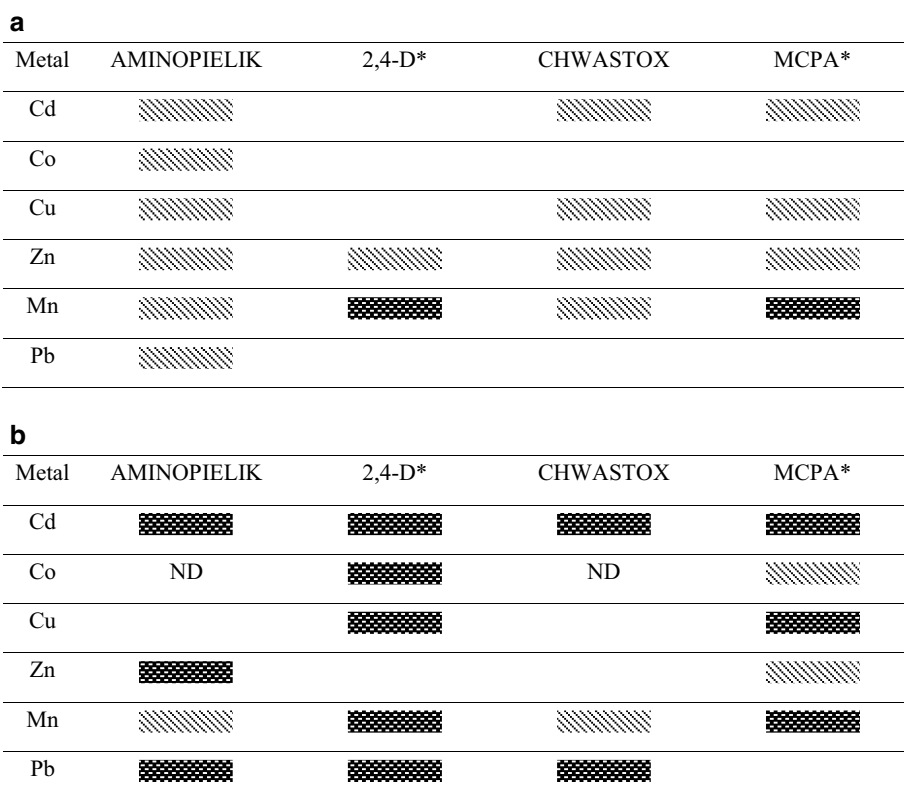 a
Metal AMINOPIELIK 2,4-D* CHWASTOX MCPA*
Cd
Co
Cu
Zn
Mn
Pb
b
Metal AMINOPIELIK 2,4-D* CHWASTOX MCPA*
Cd
Co ND ND
Cu
Zn
Mn
Pb